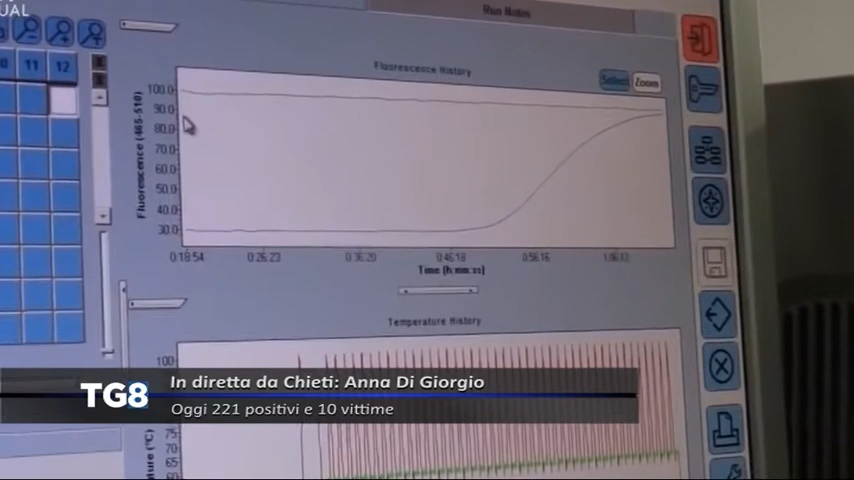 UAL
Run Notes
11 12
Fluorescence History
Select Zoom
Fluorescence (465-510)
100.0
90.0
80.0
70.0
60.0
50.0
40.0
30.0
0:18:54 0:26:23 0:36:20 0:46:18 0:56:16 1:06:13
Time (h:mm:ss)
Temperature History
100
75
70
65
60
TG8
In diretta da Chieti: Anna Di Giorgio
Oggi 221 positivi e 10 vittime